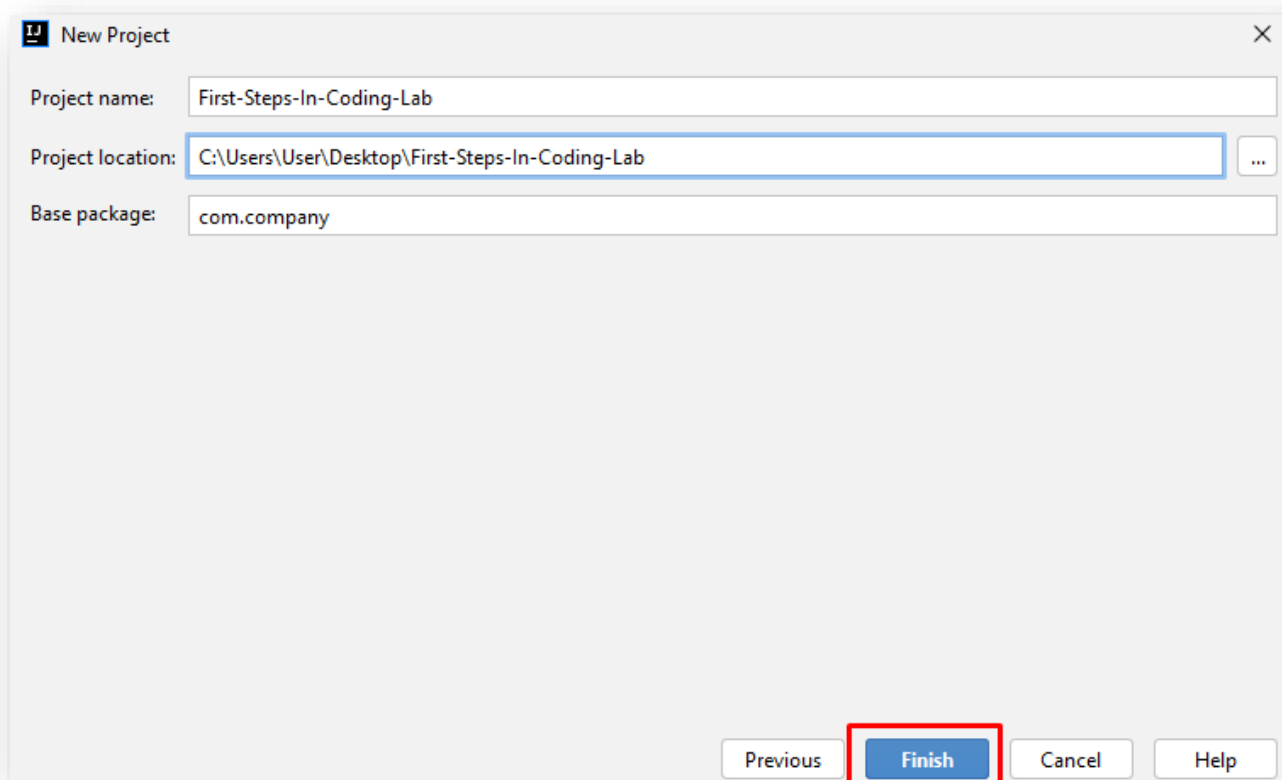 IJ New Project
Project name: First-Steps-In-Coding-Lab
Project location: C:\Users\User\Desktop\First-Steps-In-Coding-Lab ...
Base package: com.company
Previous Finish Cancel Help